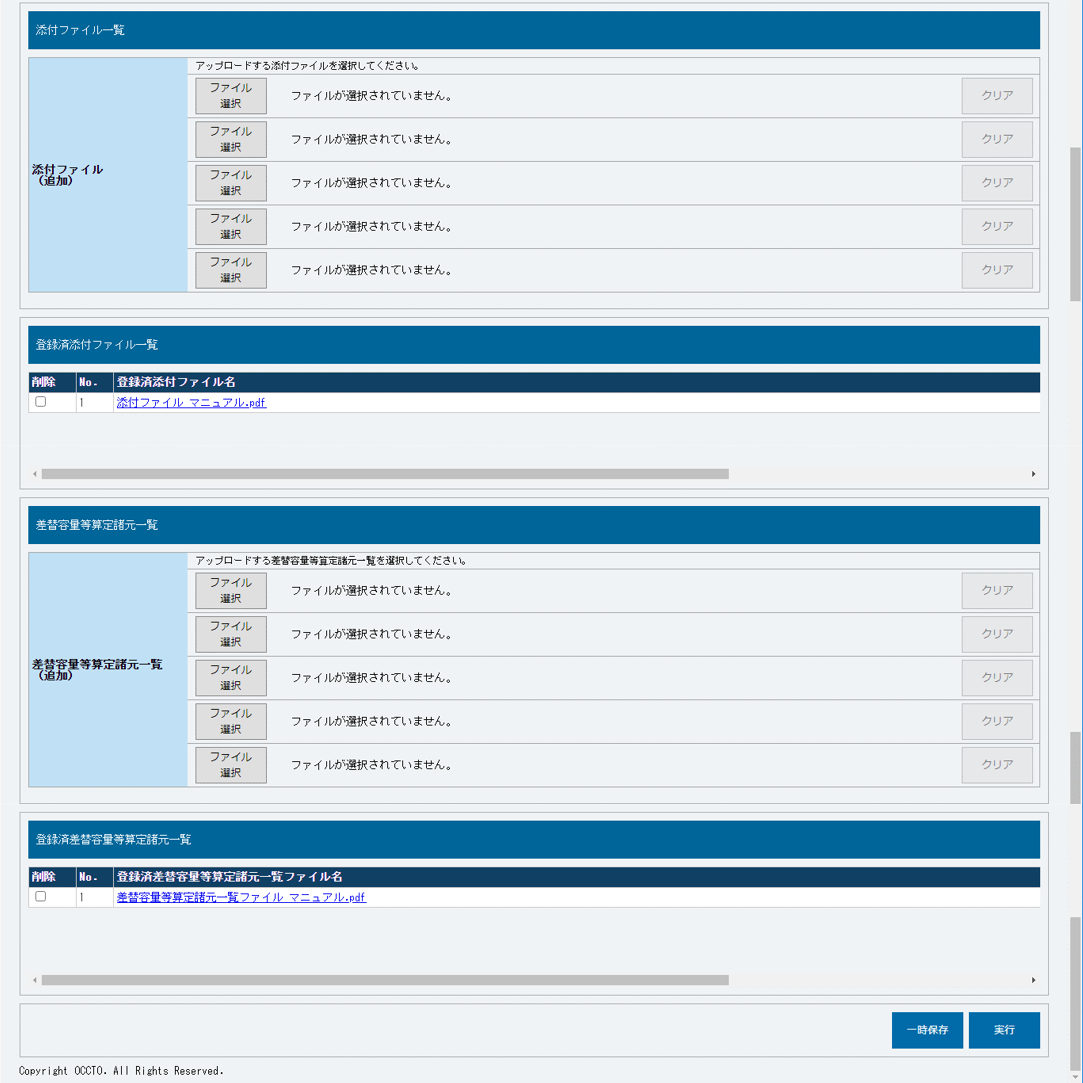 添付ファイル一覧
アップロードする添付ファイルを選択してください。
添付ファイル
（追加）
ファイル
選択
ファイルが選択されていません。
クリア
ファイル
選択
ファイルが選択されていません。
クリア
ファイル
選択
ファイルが選択されていません。
クリア
ファイル
選択
ファイルが選択されていません。
クリア
ファイル
選択
ファイルが選択されていません。
クリア
登録済添付ファイル一覧
削除 No. 登録済添付ファイル名
1 添付ファイル マニュアル.pdf
差替容量等算定諸元一覧
アップロードする差替容量等算定諸元一覧を選択してください。
差替容量等算定諸元一覧
（追加）
ファイル
選択
ファイルが選択されていません。
クリア
ファイル
選択
ファイルが選択されていません。
クリア
ファイル
選択
ファイルが選択されていません。
クリア
ファイル
選択
ファイルが選択されていません。
クリア
ファイル
選択
ファイルが選択されていません。
クリア
登録済差替容量等算定諸元一覧
削除 No. 登録済差替容量等算定諸元一覧ファイル名
1 差替容量等算定諸元一覧ファイル マニュアル.pdf
一時保存 実行
Copyright OCCTO. All Rights Reserved.